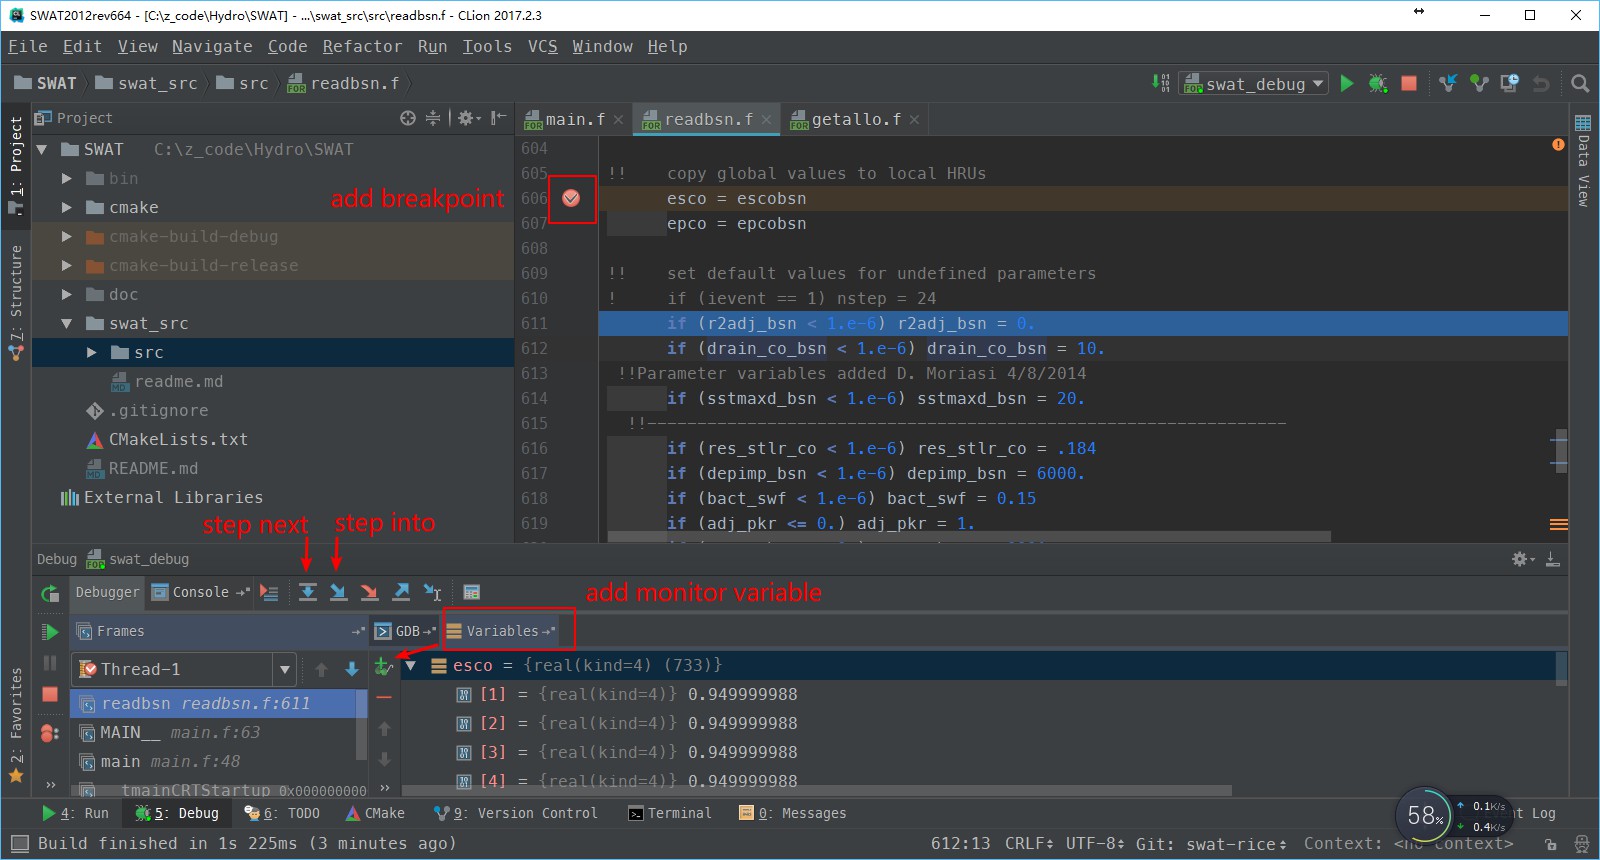 SWAT2012rev664 - [C:\z_code\Hydro\SWAT] - ...\swat_src\src\readbsn.f - CLion 2017.2.3
File Edit View Navigate Code Refactor Run Tools VCS Window Help
SWAT swat_src src readbsn.f swat_debug
Project
main.f readbsn.f getallo.f
1: Project
7: Structure
2: Favorites
Data View
SWAT C:\z_code\Hydro\SWAT
bin
cmake
cmake-build-debug
cmake-build-release
doc
swat_src
src
readme.md
.gitignore
CMakeLists.txt
README.md
External Libraries
add breakpoint
604
605 !! copy global values to local HRUs
606 esco = escobsn
607 epco = epcobsn
608
609 !! set default values for undefined parameters
610 ! if (ievent == 1) nstep = 24
611 if (r2adj_bsn < 1.e-6) r2adj_bsn = 0.
612 if (drain_co_bsn < 1.e-6) drain_co_bsn = 10.
613 !!Parameter variables added D. Moriasi 4/8/2014
614 if (sstmaxd_bsn < 1.e-6) sstmaxd_bsn = 20.
615 !!----------------------------------------------------------------
616 if (res_stlr_co < 1.e-6) res_stlr_co = .184
617 if (depimp_bsn < 1.e-6) depimp_bsn = 6000.
618 if (bact_swf < 1.e-6) bact_swf = 0.15
619 if (adj_pkr <= 0.) adj_pkr = 1.
step next step into
Debug swat_debug
Debugger Console
add monitor variable
Frames GDB Variables
Thread-1
readbsn readbsn.f:611
MAIN__ main.f:63
main main.f:48
tmainCRTStartup 0x000000000
esco = {real(kind=4) (733)}
[1] = {real(kind=4)} 0.949999988
[2] = {real(kind=4)} 0.949999988
[3] = {real(kind=4)} 0.949999988
[4] = {real(kind=4)} 0.949999988
4: Run 5: Debug 6: TODO CMake 9: Version Control Terminal 0: Messages nt Log
58% 0.1K/s
0.4K/s
Build finished in 1s 225ms (3 minutes ago) 612:13 CRLF UTF-8 Git: swat-rice Context: <no context>